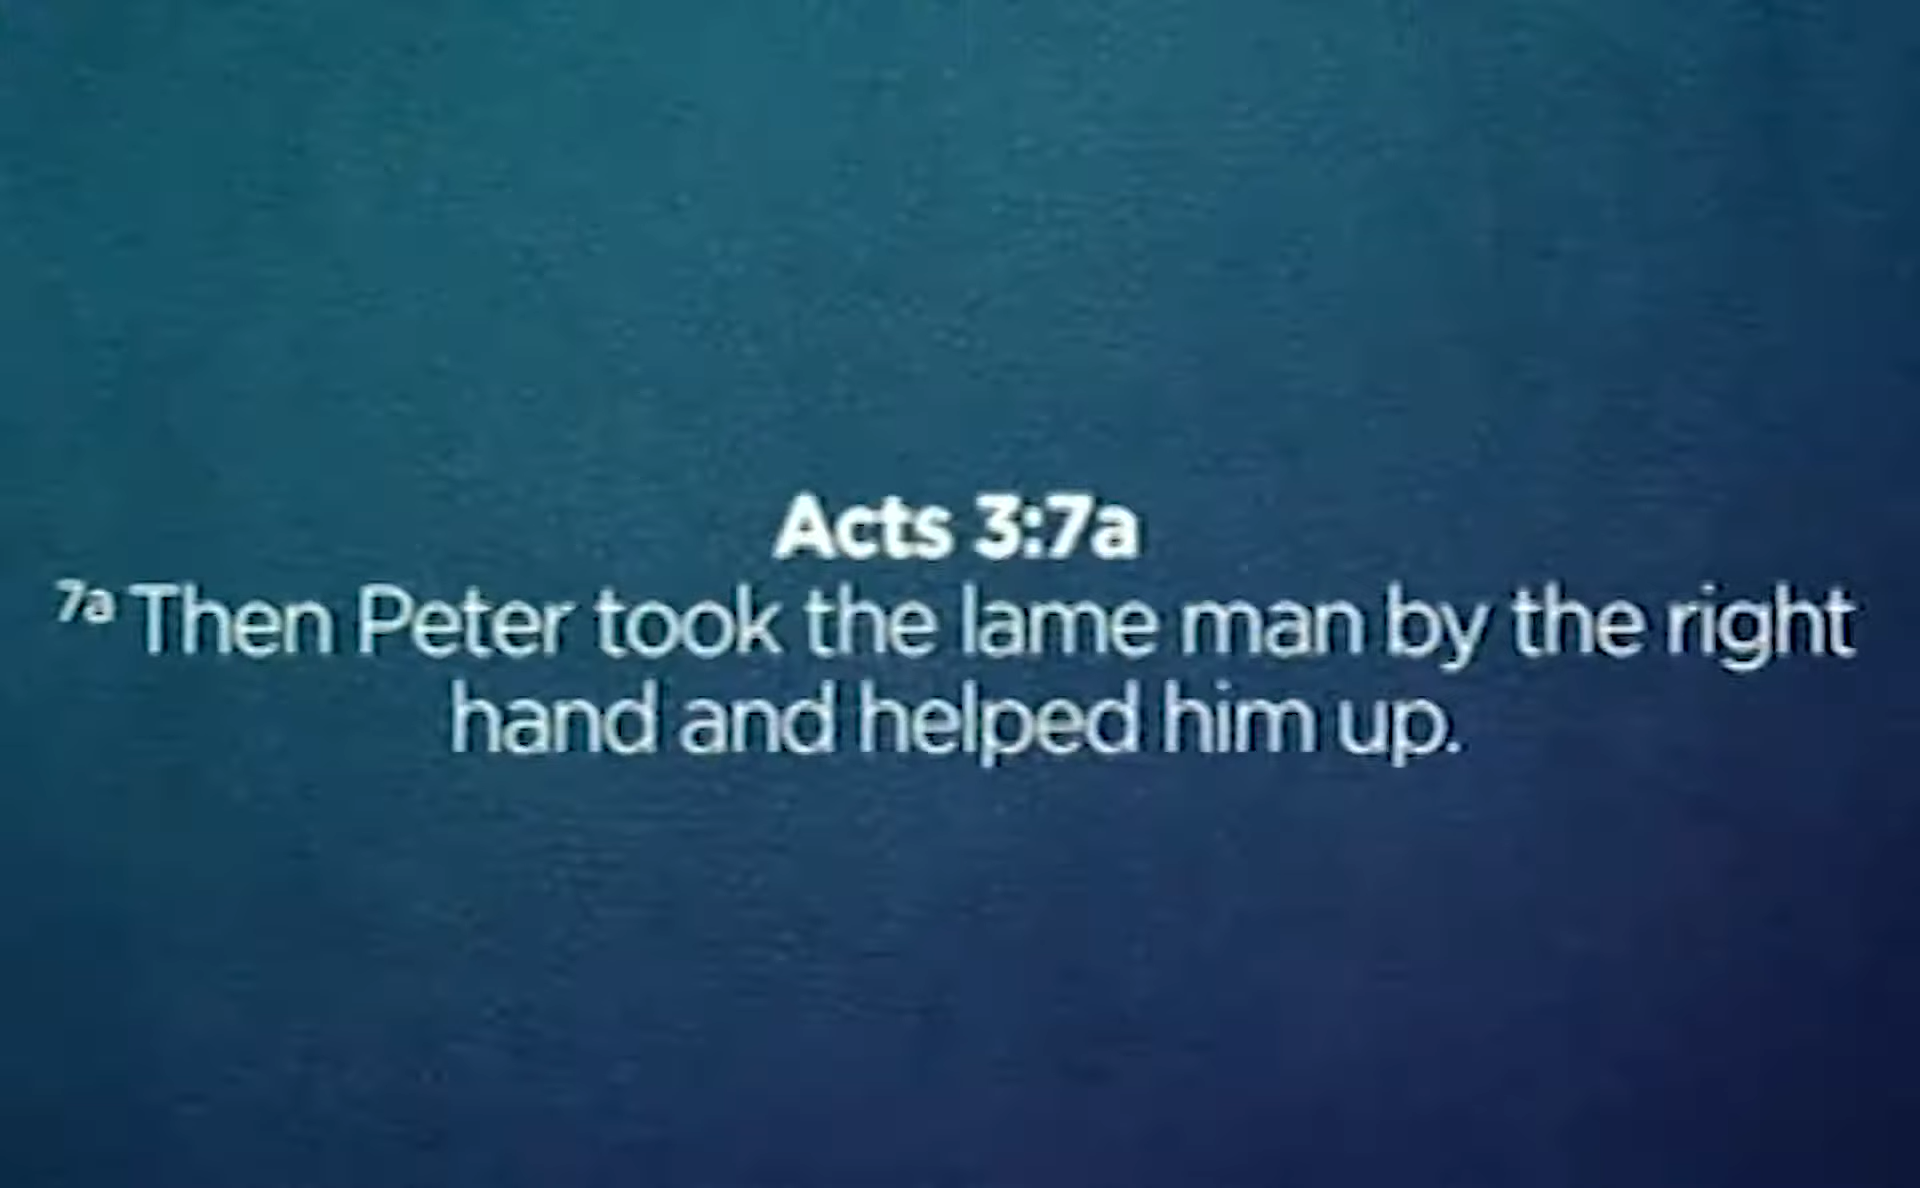 Acts 3:7a
7a Then Peter took the lame man by the right
hand and helped him up.